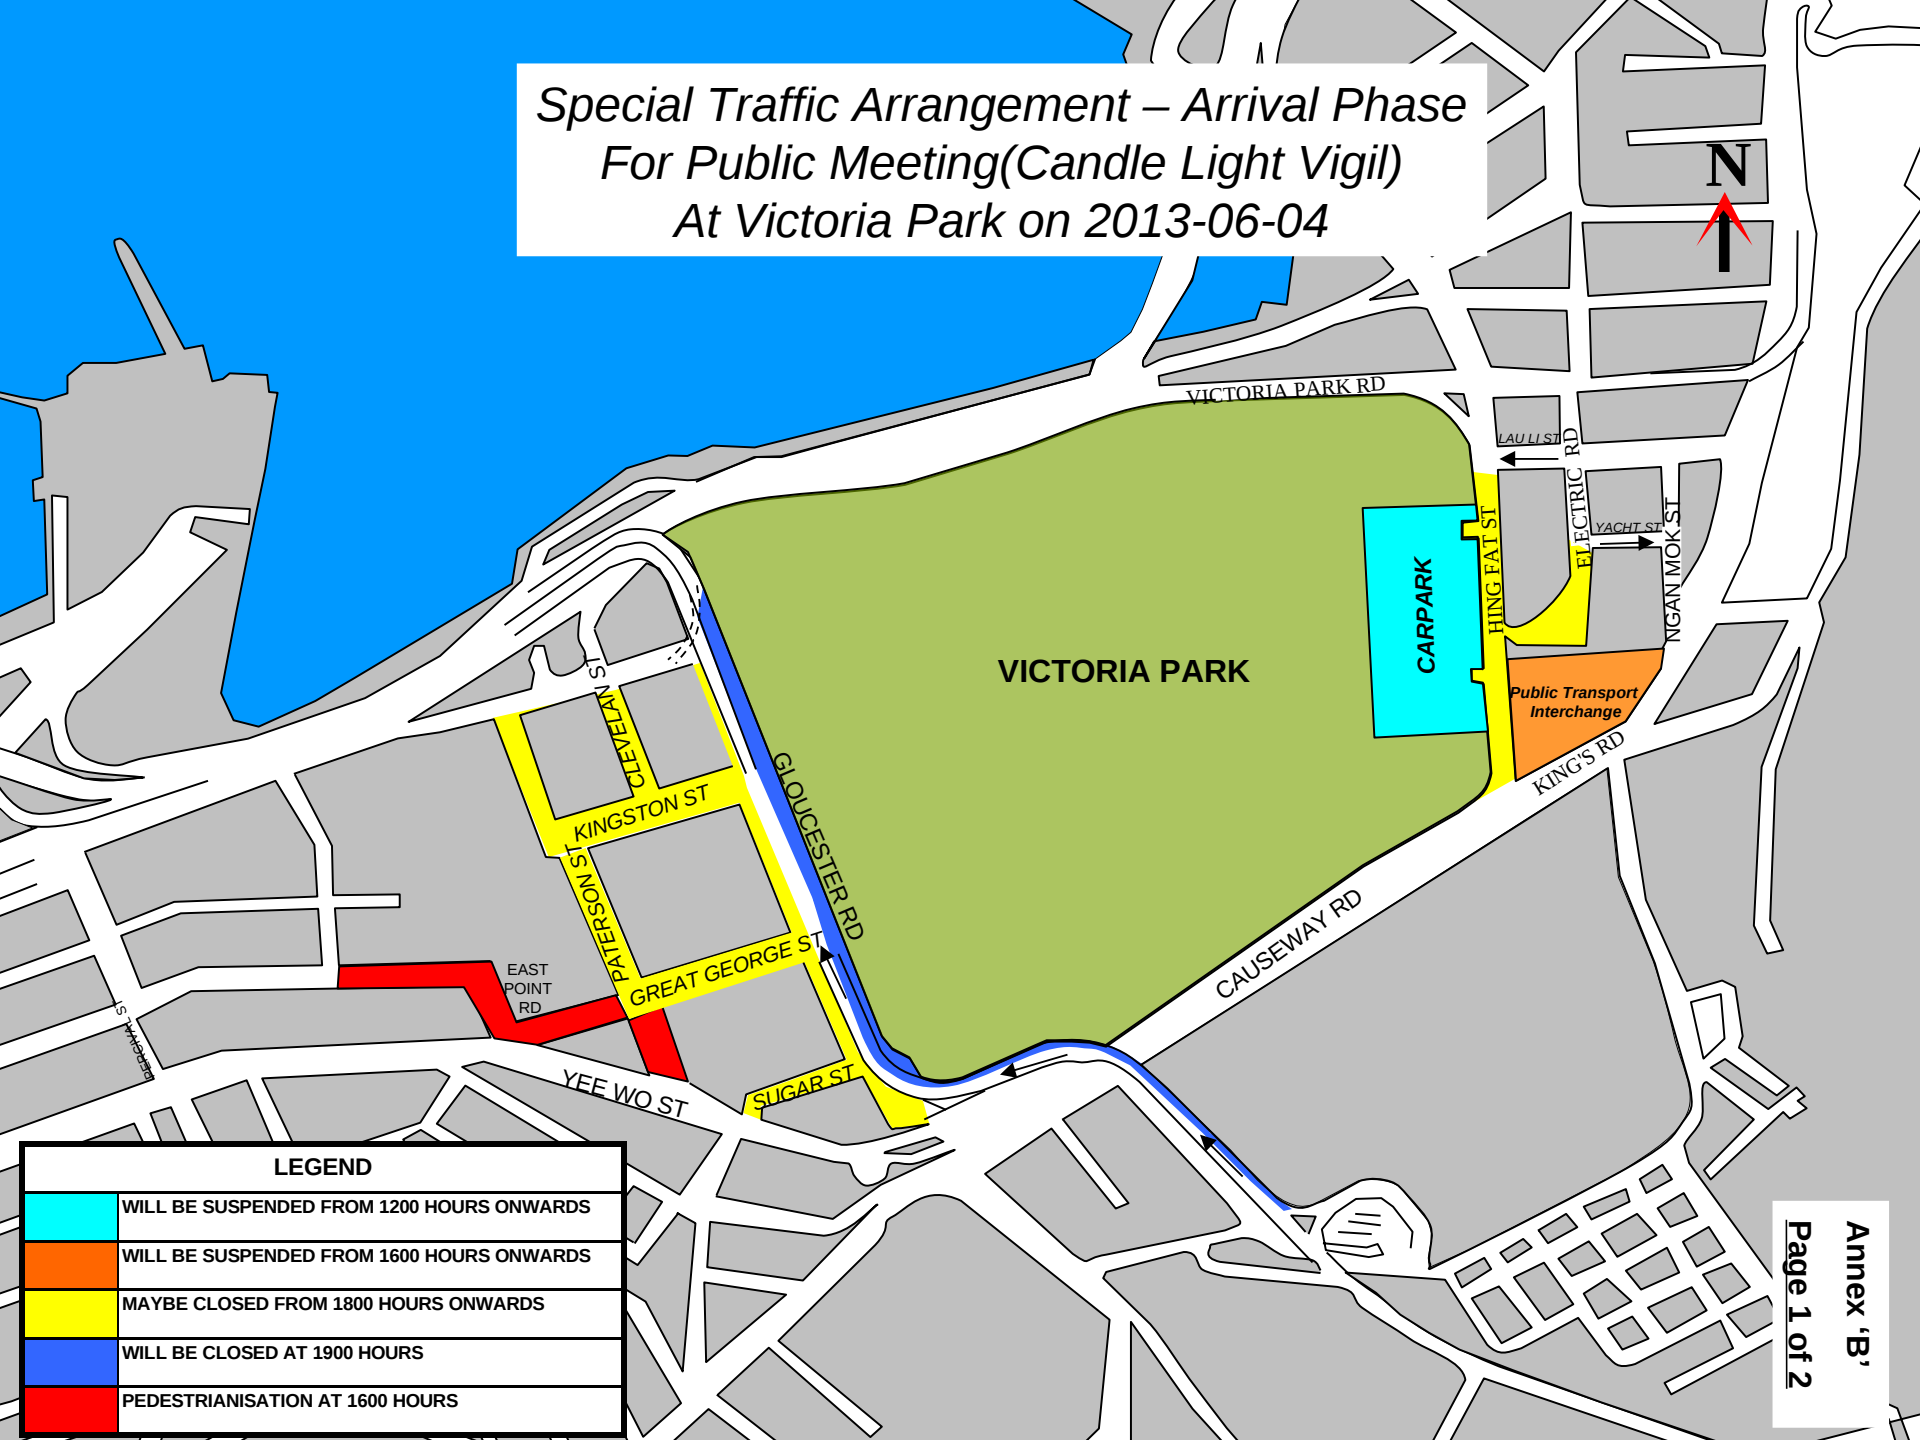 Special Traffic Arrangement – Arrival Phase
For Public Meeting(Candle Light Vigil)
At Victoria Park on 2013-06-04
N
VICTORIA PARK RD
LAU LI ST
ELECTRIC RD
YACHT ST
NGAN MOK ST
HING FAT ST
CARPARK
VICTORIA PARK
Public Transport
Interchange
KING'S RD
CLEVELAN ST
KINGSTON ST
GLOUCESTER RD
PATERSON ST
GREAT GEORGE ST
CAUSEWAY RD
EAST
POINT
RD
PERCIVAL ST
YEE WO ST
SUGAR ST
LEGEND
WILL BE SUSPENDED FROM 1200 HOURS ONWARDS
WILL BE SUSPENDED FROM 1600 HOURS ONWARDS
MAYBE CLOSED FROM 1800 HOURS ONWARDS
WILL BE CLOSED AT 1900 HOURS
PEDESTRIANISATION AT 1600 HOURS
Annex ‘B’
Page 1 of 2